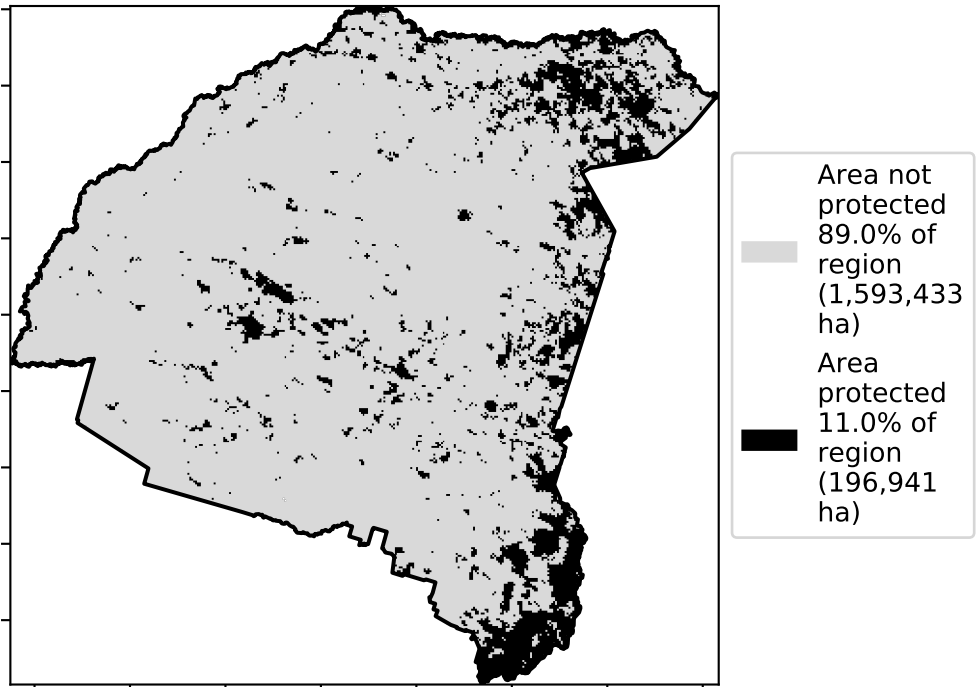 Area not
protected
89.0% of
region
(1,593,433
ha)
Area
protected
11.0% of
region
(196,941
ha)